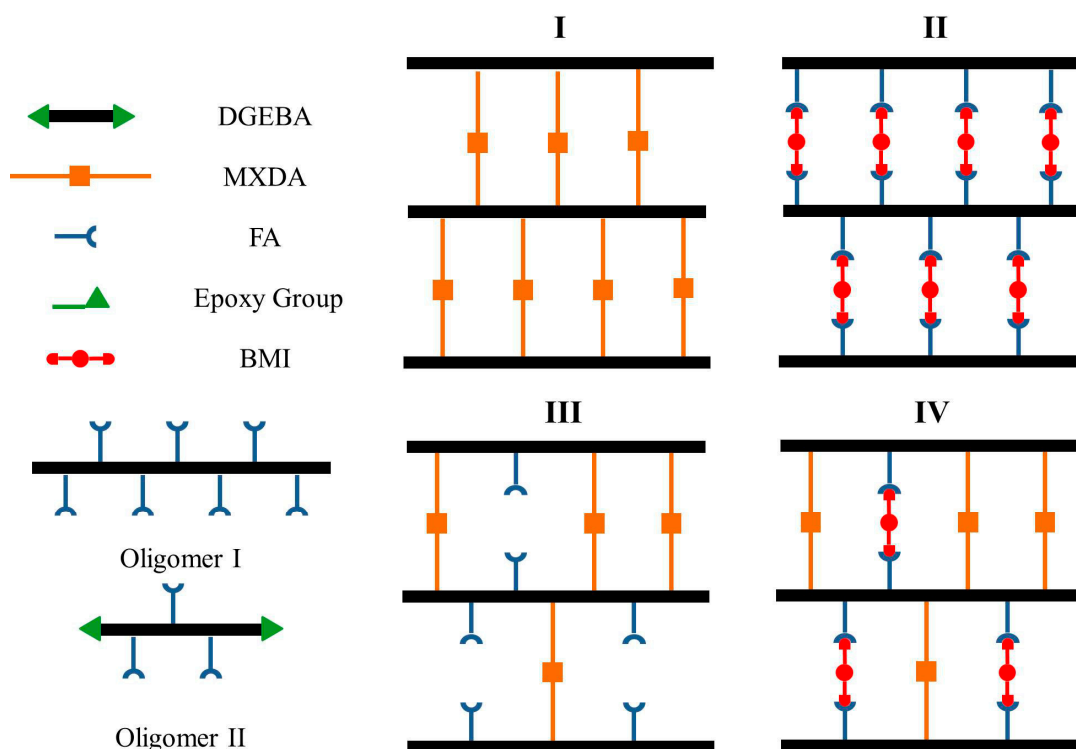 I
II
DGEBA
MXDA
FA
Epoxy Group
BMI
III
IV
Oligomer I
Oligomer II